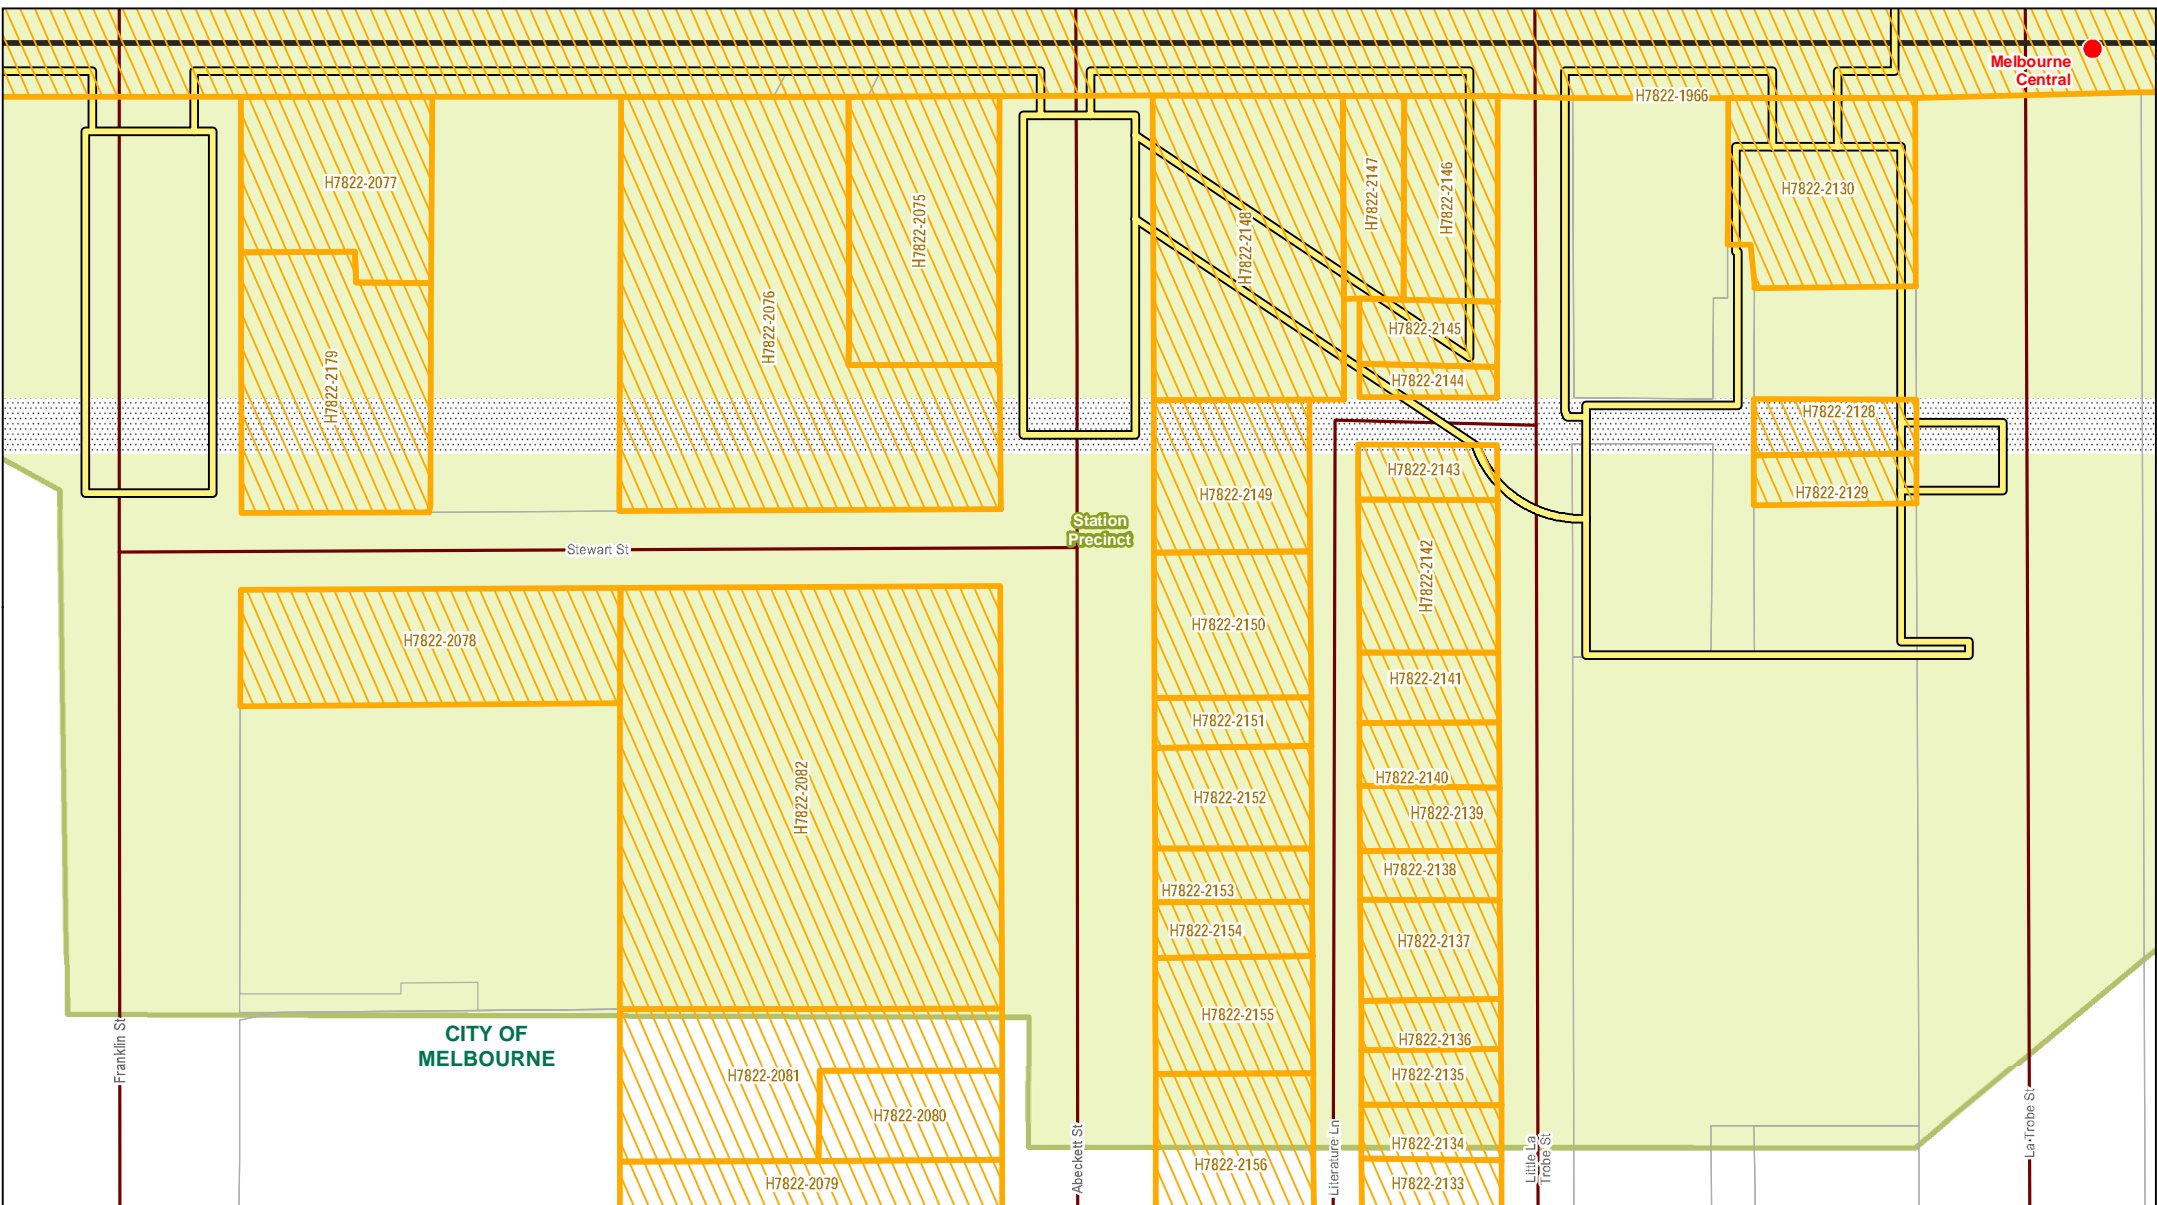 Melbourne
Central
H7822-1966
H7822-2077
H7822-2075
H7822-2147
H7822-2146
H7822-2130
H7822-2148
H7822-2076
H7822-2145
H7822-2179
H7822-2144
H7822-2128
H7822-2143
H7822-2149
H7822-2129
Station
Precinct
Stewart St
H7822-2142
H7822-2150
H7822-2078
H7822-2141
H7822-2151
H7822-2140
H7822-2082
H7822-2152
H7822-2139
H7822-2138
H7822-2153
H7822-2154
H7822-2137
H7822-2155
CITY OF
MELBOURNE
Franklin St
H7822-2136
H7822-2081
H7822-2135
H7822-2080
Abeckett St
Literature Ln
H7822-2134
Little La
Trobe St
La Trobe St
H7822-2156
H7822-2079
H7822-2133